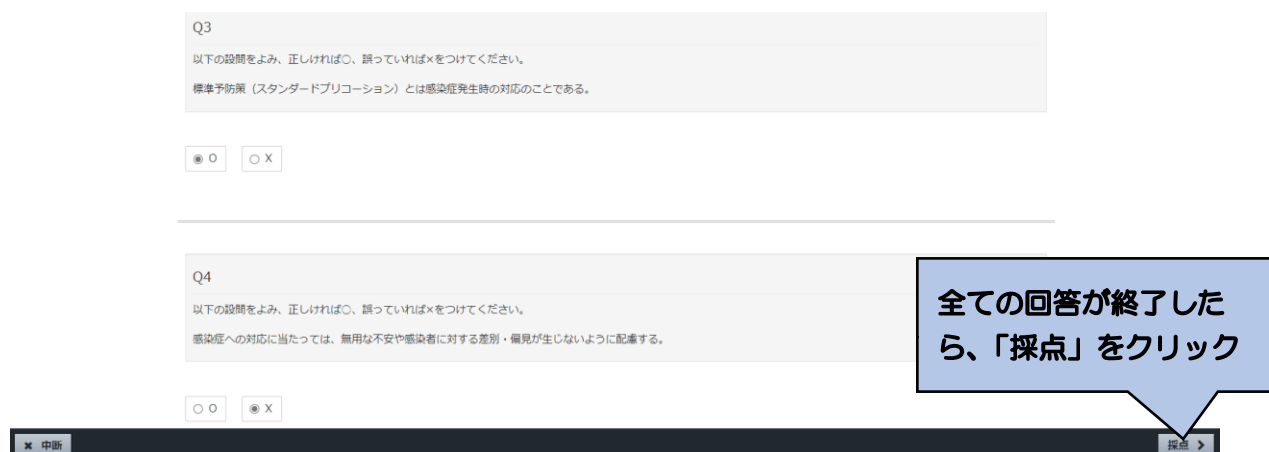 Q3
以下の設問をよみ、正しければ○、誤っていれば×をつけてください。
標準予防策（スタンダードプリコーション）とは感染症発生時の対応のことである。
O X
Q4
以下の設問をよみ、正しければ○、誤っていれば×をつけてください。
感染症への対応に当たっては、無用な不安や感染者に対する差別・偏見が生じないように配慮する。
全ての回答が終了した
ら、「採点」をクリック
O X
× 中断
採点 >